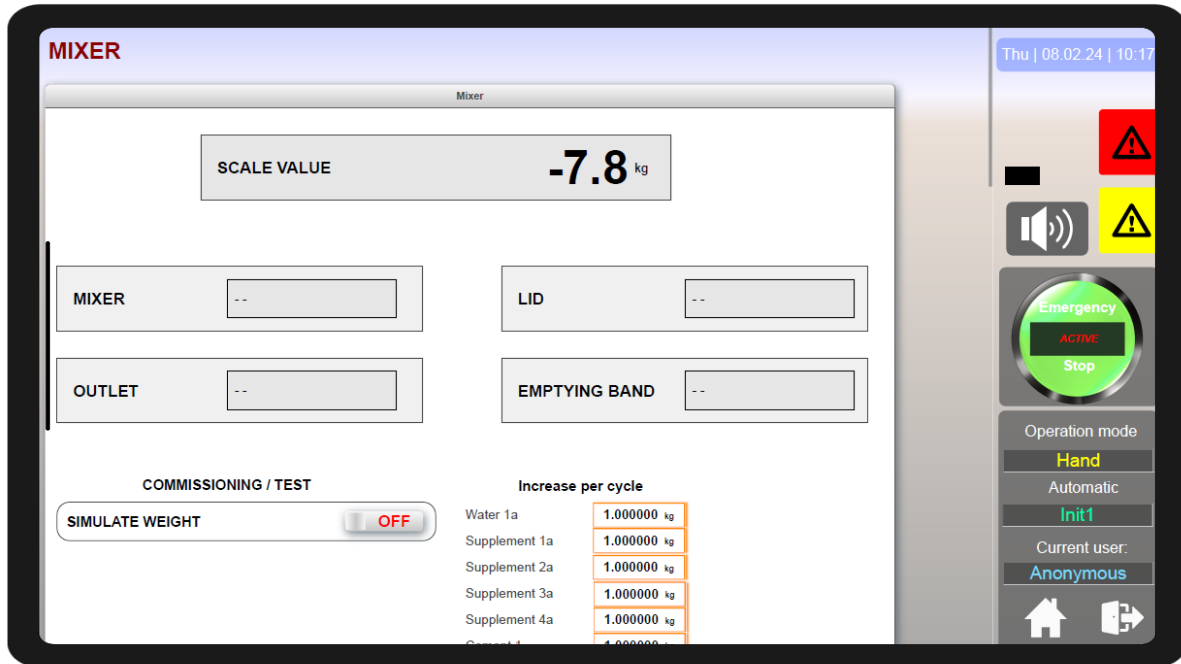 MIXER
Thu | 08.02.24 | 10:17
Mixer
SCALE VALUE -7.8 kg
MIXER --
LID --
OUTLET --
EMPTYING BAND --
COMMISSIONING / TEST
SIMULATE WEIGHT OFF
Increase per cycle
Water 1a 1.000000 kg
Supplement 1a 1.000000 kg
Supplement 2a 1.000000 kg
Supplement 3a 1.000000 kg
Supplement 4a 1.000000 kg
Emergency
ACTIVE
Stop
Operation mode
Hand
Automatic
Init1
Current user:
Anonymous